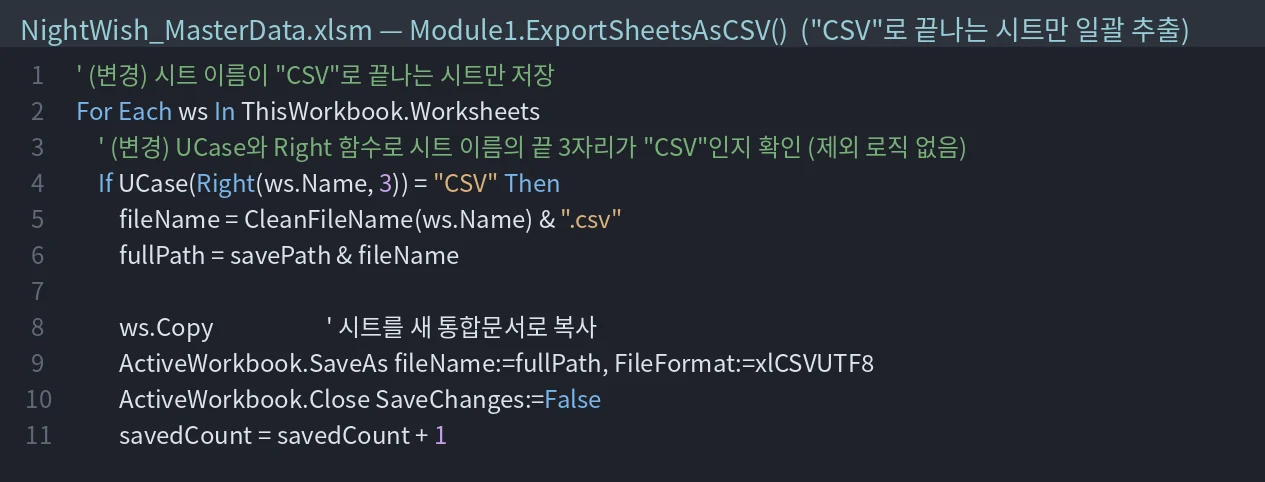 NightWish_MasterData.xlsm — Module1.ExportSheetsAsCSV()  ("CSV"로 끝나는 시트만 일괄 추출)
1 ' (변경) 시트 이름이 "CSV"로 끝나는 시트만 저장
2 For Each ws In ThisWorkbook.Worksheets
3 ' (변경) UCase와 Right 함수로 시트 이름의 끝 3자리가 "CSV"인지 확인 (제외 로직 없음)
4 If UCase(Right(ws.Name, 3)) = "CSV" Then
5 fileName = CleanFileName(ws.Name) & ".csv"
6 fullPath = savePath & fileName
7
8 ws.Copy ' 시트를 새 통합문서로 복사
9 ActiveWorkbook.SaveAs fileName:=fullPath, FileFormat:=xlCSVUTF8
10 ActiveWorkbook.Close SaveChanges:=False
11 savedCount = savedCount + 1